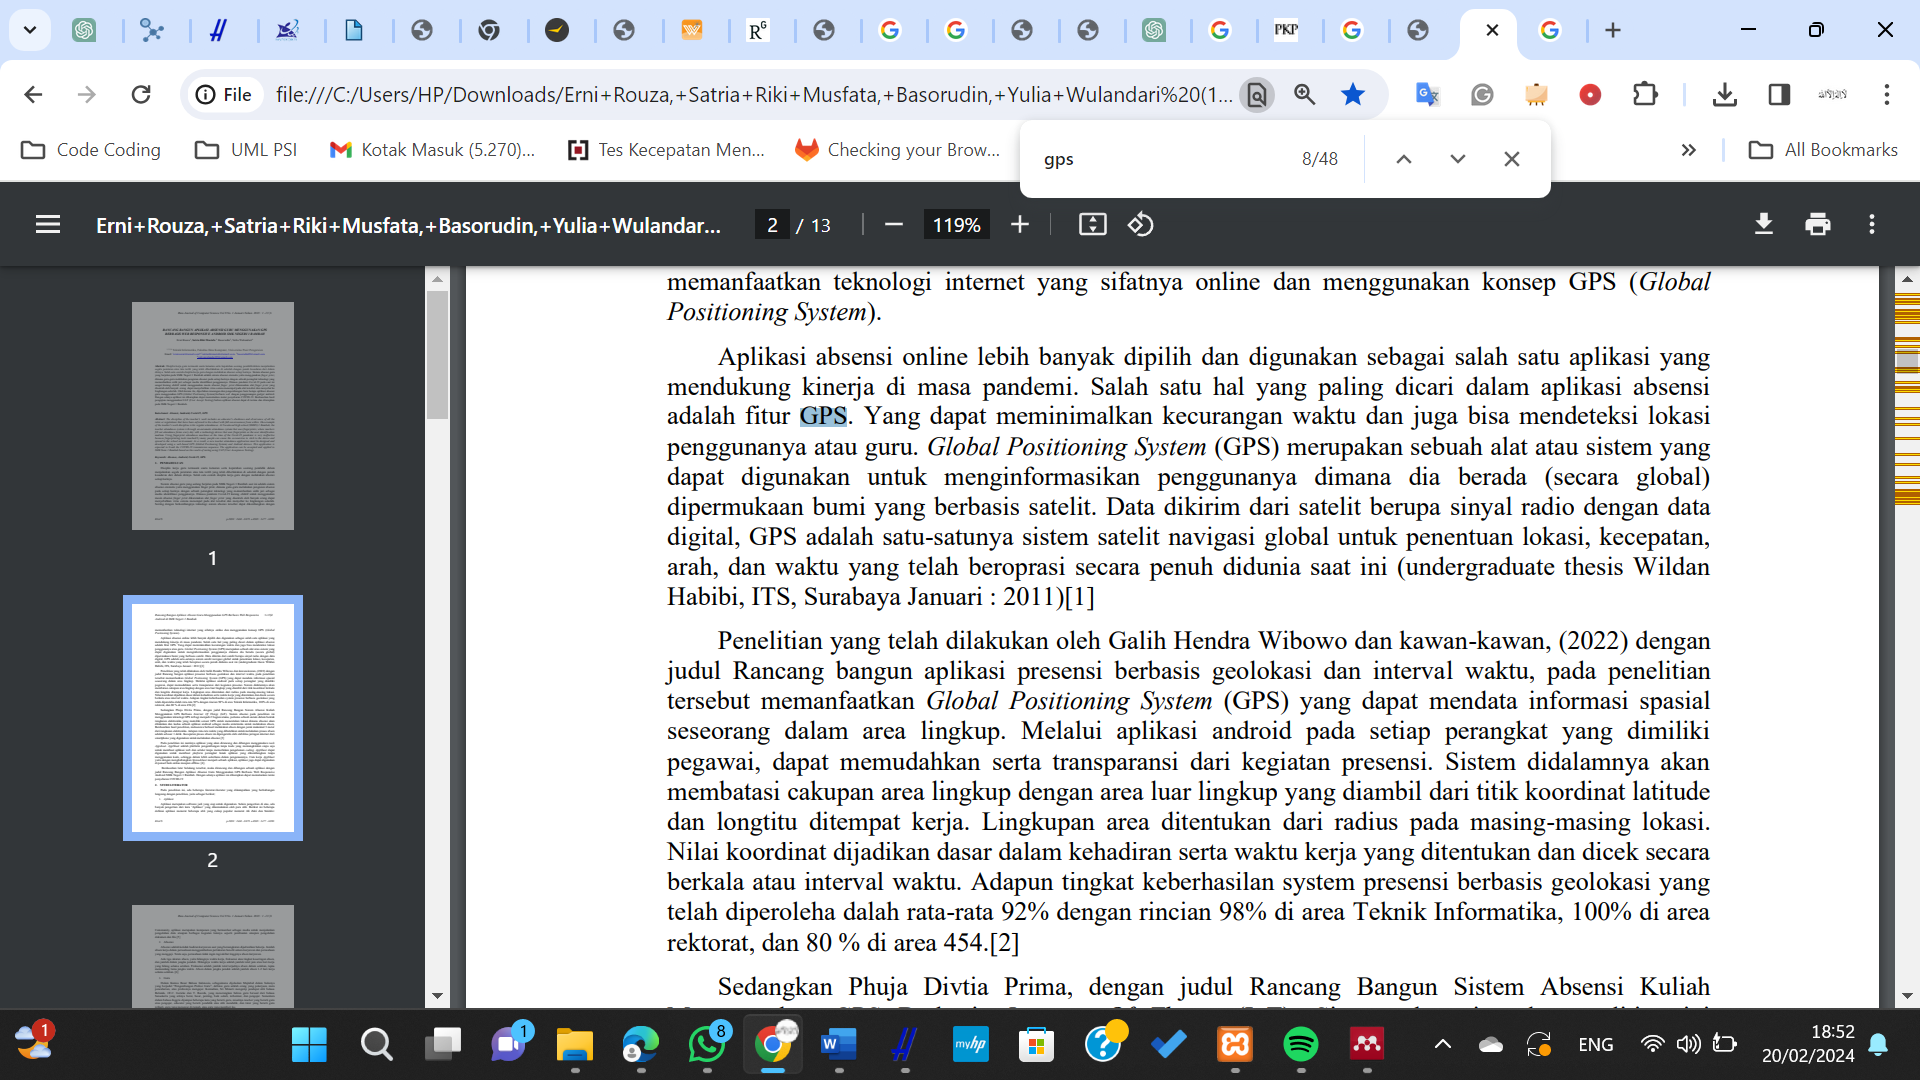 File
file:///C:/Users/HP/Downloads/Erni+Rouza,+Satria+Riki+Musfata,+Basorudin,+Yulia+Wulandari%20(1...
Code Coding
UML PSI
Kotak Masuk (5.270)...
Tes Kecepatan Men...
Checking your Brow...
gps
8/48
All Bookmarks
Erni+Rouza,+Satria+Riki+Musfata,+Basorudin,+Yulia+Wulandar...
2 / 13
119%
memanfaatkan teknologi internet yang sifatnya online dan menggunakan konsep GPS (Global
Positioning System).
Aplikasi absensi online lebih banyak dipilih dan digunakan sebagai salah satu aplikasi yang
mendukung kinerja di masa pandemi. Salah satu hal yang paling dicari dalam aplikasi absensi
adalah fitur GPS. Yang dapat meminimalkan kecurangan waktu dan juga bisa mendeteksi lokasi
penggunanya atau guru. Global Positioning System (GPS) merupakan sebuah alat atau sistem yang
dapat digunakan untuk menginformasikan penggunanya dimana dia berada (secara global)
dipermukaan bumi yang berbasis satelit. Data dikirim dari satelit berupa sinyal radio dengan data
digital, GPS adalah satu-satunya sistem satelit navigasi global untuk penentuan lokasi, kecepatan,
arah, dan waktu yang telah beroprasi secara penuh didunia saat ini (undergraduate thesis Wildan
Habibi, ITS, Surabaya Januari : 2011)[1]
Penelitian yang telah dilakukan oleh Galih Hendra Wibowo dan kawan-kawan, (2022) dengan
judul Rancang bangun aplikasi presensi berbasis geolokasi dan interval waktu, pada penelitian
tersebut memanfaatkan Global Positioning System (GPS) yang dapat mendata informasi spasial
seseorang dalam area lingkup. Melalui aplikasi android pada setiap perangkat yang dimiliki
pegawai, dapat memudahkan serta transparansi dari kegiatan presensi. Sistem didalamnya akan
membatasi cakupan area lingkup dengan area luar lingkup yang diambil dari titik koordinat latitude
dan longtitu ditempat kerja. Lingkupan area ditentukan dari radius pada masing-masing lokasi.
Nilai koordinat dijadikan dasar dalam kehadiran serta waktu kerja yang ditentukan dan dicek secara
berkala atau interval waktu. Adapun tingkat keberhasilan system presensi berbasis geolokasi yang
telah diperoleha dalah rata-rata 92% dengan rincian 98% di area Teknik Informatika, 100% di area
rektorat, dan 80 % di area 454.[2]
Sedangkan Phuja Divtia Prima, dengan judul Rancang Bangun Sistem Absensi Kuliah
1
2
1
1
8
myhp
ENG
18:52
20/02/2024